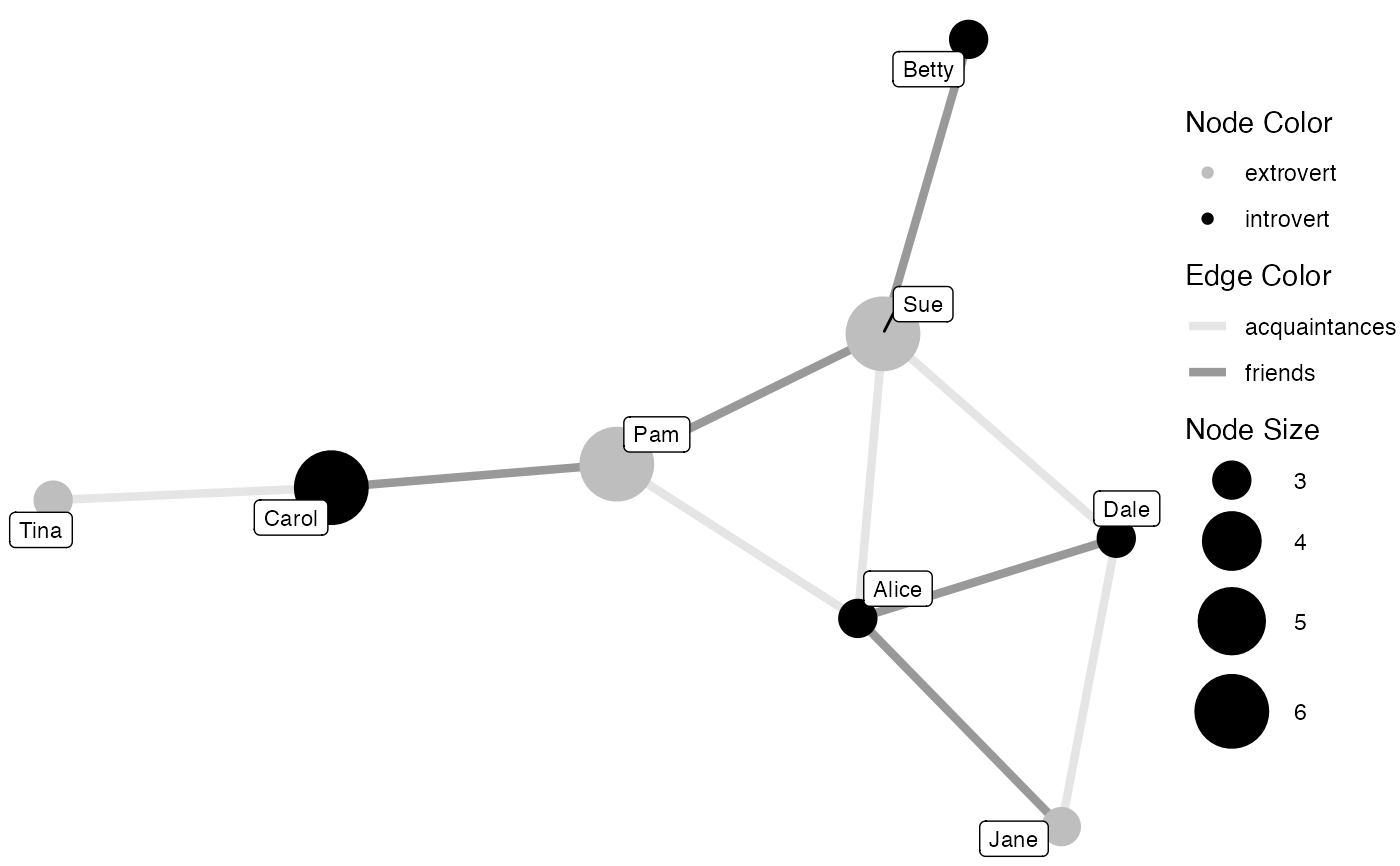 Betty
Sue
Pam
Tina
Carol
Dale
Alice
Jane
Node Color
extrovert
introvert
Edge Color
acquaintances
friends
Node Size
3
4
5
6